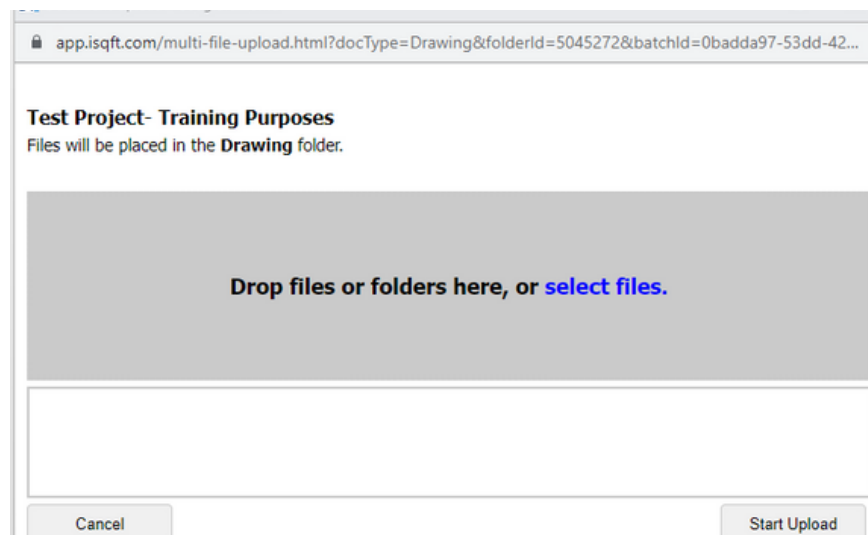 app.isqft.com/multi-file-upload.html?docType=Drawing&folderId=5045272&batchId=0badda97-53dd-42...
Test Project- Training Purposes
Files will be placed in the Drawing folder.
Drop files or folders here, or select files.
Cancel
Start Upload